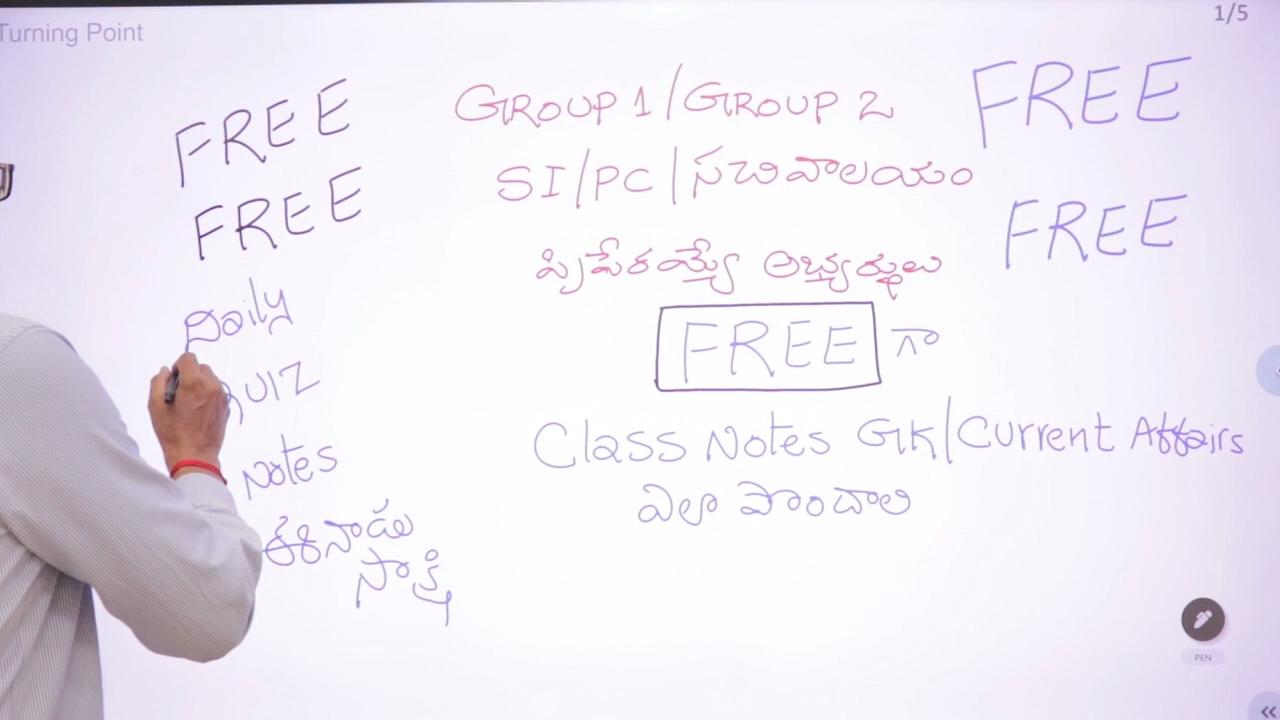 Turning Point
1/5
FREE
FREE
Daily
QUIZ
Notes
ఈనాడు
సాక్షి
GROUP 1/GROUP 2
SI/PC/సచివాలయం
ప్రిపేరయ్యే అభ్యర్థులు
FREE గా
Class Notes GK/Current Affairs
ఎలా పొందాలి
FREE
FREE
PEN